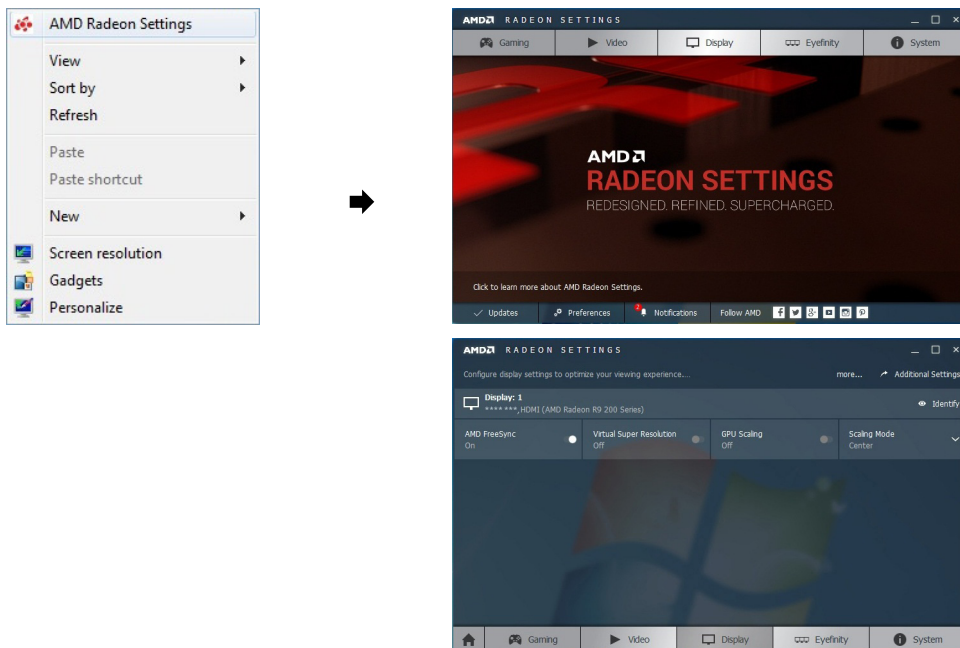 AMD Radeon Settings
View
Sort by
Refresh
Paste
Paste shortcut
New
Screen resolution
Gadgets
Personalize
AMD RADEON SETTINGS
Gaming Video Display Eyefinity System
AMD
RADEON SETTINGS
REDESIGNED. REFINED. SUPERCHARGED.
Click to learn more about AMD Radeon Settings.
Updates Preferences 2 Notifications Follow AMD
AMD RADEON SETTINGS
Configure display settings to optimize your viewing experience.... more... Additional Settings
Display: 1
**** ***, HDMI (AMD Radeon R9 200 Series) Identify
AMD FreeSync Virtual Super Resolution GPU Scaling Scaling Mode
On Off Off Center
Gaming Video Display Eyefinity System